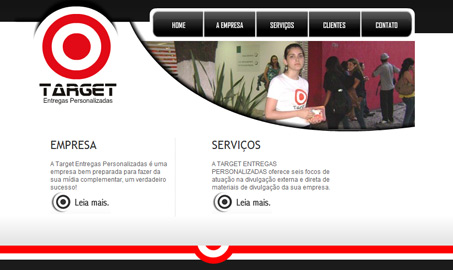 HOME
A EMPRESA
SERVIÇOS
CLIENTES
CONTATO
TARGET
Entregas Personalizadas
TARGET
EMPRESA
A Target Entregas Personalizadas é uma
empresa bem preparada para fazer da
sua mídia complementar, um verdadeiro
sucesso!
Leia mais.
SERVIÇOS
A TARGET ENTREGAS
PERSONALIZADAS oferece seis focos de
atuação na divulgação externa e direta de
materiais de divulgação da sua empresa.
Leia mais.